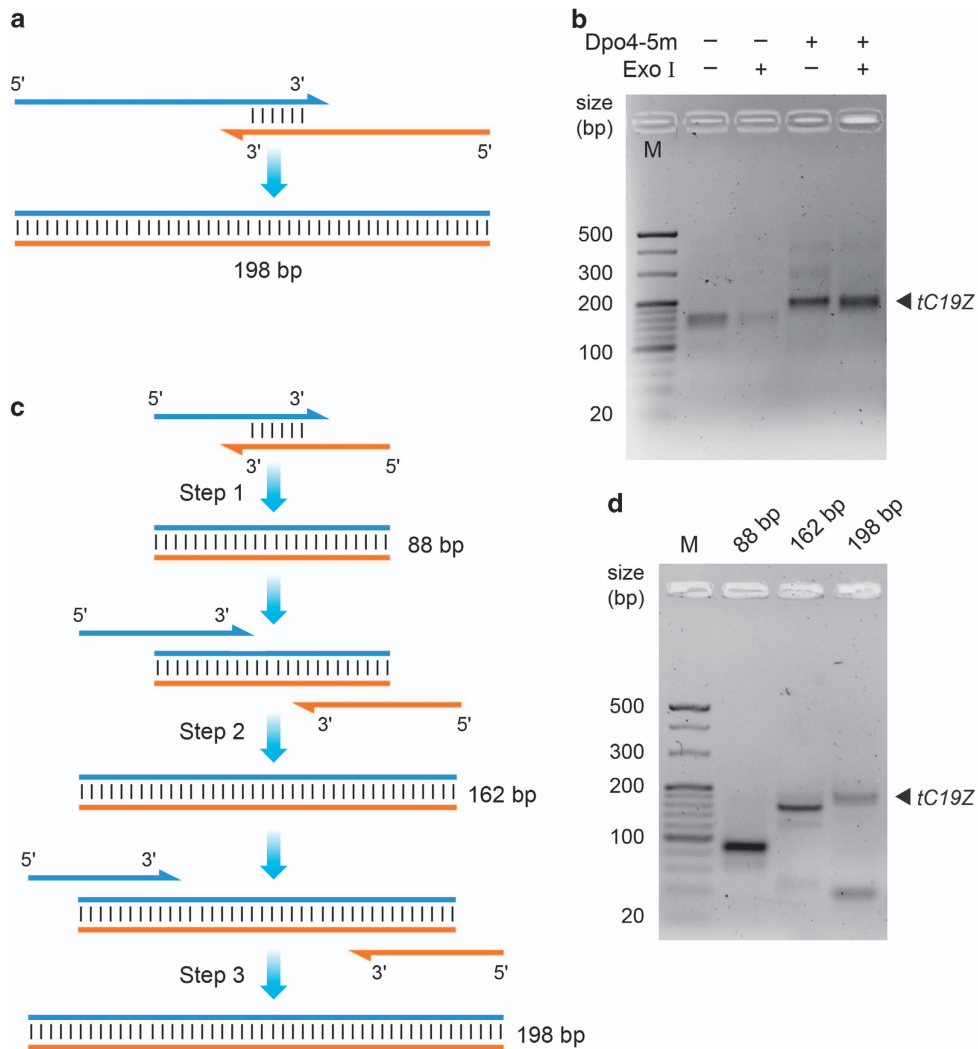 a
5' 3'
3' 5'
198 bp
b
Dpo4-5m – – + +
Exo I – + – +
size
(bp)
M
500
300
200
100
20
◄ tC19Z
c
5' 3'
3' 5'
Step 1
88 bp
5' 3'
3' 5'
Step 2
162 bp
5' 3'
3' 5'
Step 3
198 bp
d
M 88 bp 162 bp 198 bp
size
(bp)
500
300
200
100
20
◄ tC19Z